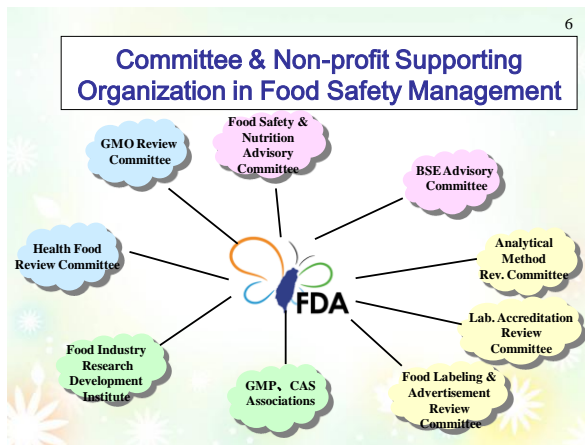 6
Committee & Non-profit Supporting
Organization in Food Safety Management
Food Safety &
Nutrition
Advisory
Committee
GMO Review
Committee
BSE Advisory
Committee
Health Food
Review Committee
Analytical
Method
Rev. Committee
FDA
Lab. Accreditation
Review
Committee
Food Industry
Research
Development
Institute
GMP、CAS
Associations
Food Labeling &
Advertisement
Review
Committee